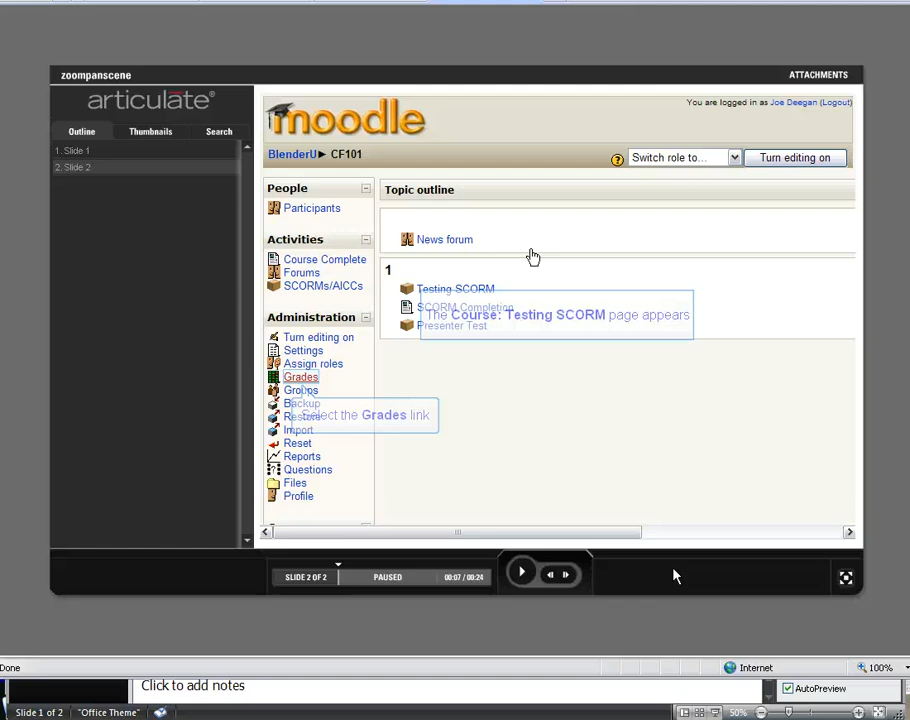 zoompanscene
ATTACHMENTS
articulate®
Outline
Thumbnails
Search
1. Slide 1
2. Slide 2
moodle
You are logged in as Joe Deegan (Logout)
BlenderU ► CF101
?
Switch role to...
Turn editing on
People
Participants
Activities
Course Complete
Forums
SCORMs/AICCs
Administration
Turn editing on
Settings
Assign roles
Grades
Groups
Backup
Restore
Import
Reset
Reports
Questions
Files
Profile
Topic outline
News forum
1
Testing SCORM
SCORM Completion
Presenter Test
The Course: Testing SCORM page appears
Select the Grades link
SLIDE 2 OF 2
PAUSED
00:07 / 00:24
Done
Internet
100%
Click to add notes
AutoPreview
Slide 1 of 2
"Office Theme"
50%